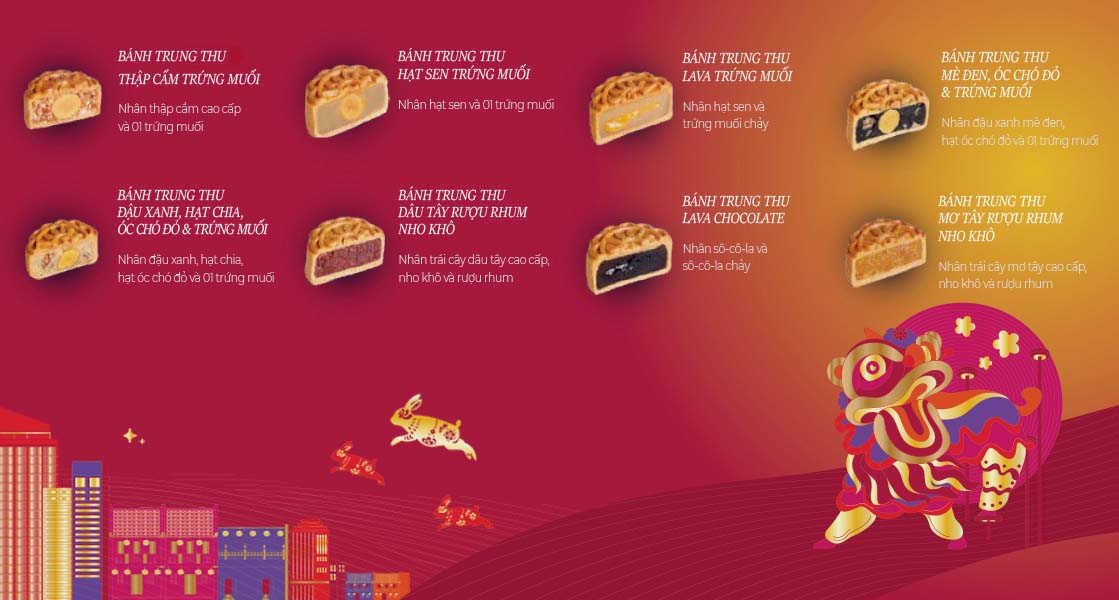 BÁNH TRUNG THU
THẬP CẨM TRỨNG MUỐI
Nhân thập cẩm cao cấp
và 01 trứng muối
BÁNH TRUNG THU
HẠT SEN TRỨNG MUỐI
Nhân hạt sen và 01 trứng muối
BÁNH TRUNG THU
LAVA TRỨNG MUỐI
Nhân hạt sen và
trứng muối chảy
BÁNH TRUNG THU
MÈ ĐEN, ÓC CHÓ ĐỎ
& TRỨNG MUỐI
Nhân đậu xanh mè đen,
hạt óc chó đỏ và 01 trứng muối
BÁNH TRUNG THU
ĐẬU XANH, HẠT CHIA,
ÓC CHÓ ĐỎ & TRỨNG MUỐI
Nhân đậu xanh, hạt chia,
hạt óc chó đỏ và 01 trứng muối
BÁNH TRUNG THU
DÂU TÂY RƯỢU RHUM
NHO KHÔ
Nhân trái cây dâu tây cao cấp,
nho khô và rượu rhum
BÁNH TRUNG THU
LAVA CHOCOLATE
Nhân sô-cô-la và
sô-cô-la chảy
BÁNH TRUNG THU
MƠ TÂY RƯỢU RHUM
NHO KHÔ
Nhân trái cây mơ tây cao cấp,
nho khô và rượu rhum